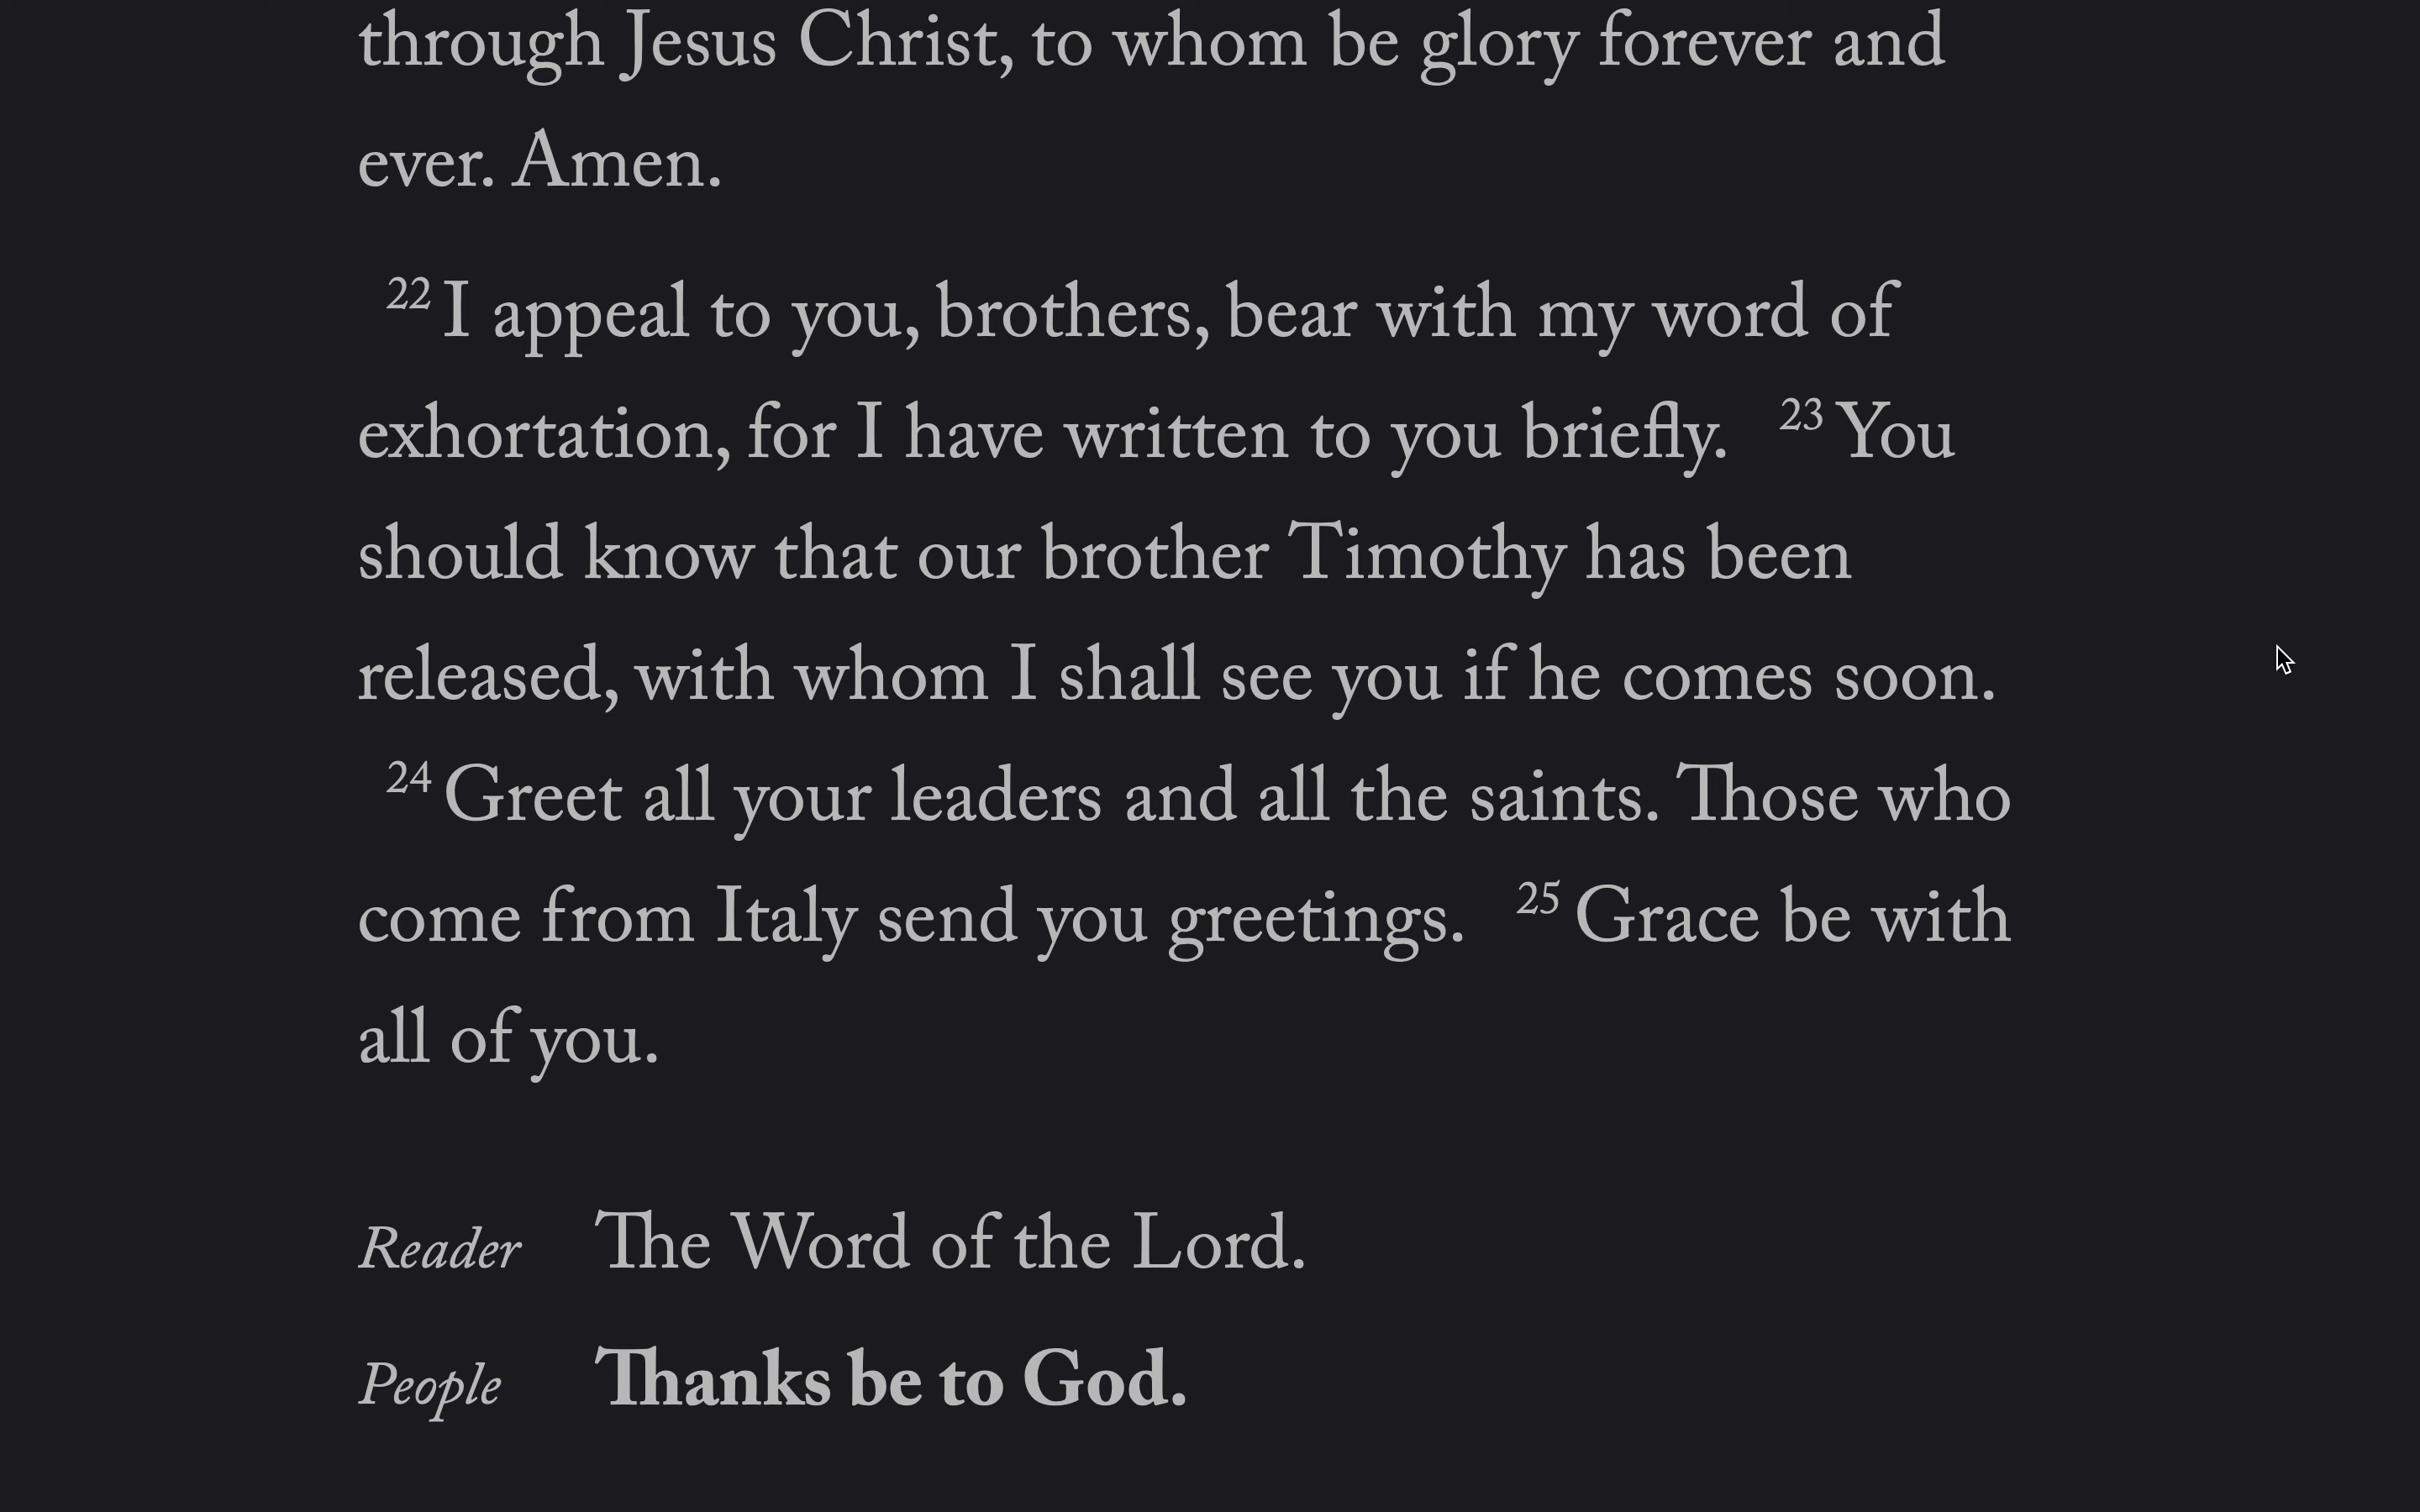 through Jesus Christ, to whom be glory forever and
ever. Amen.
22 I appeal to you, brothers, bear with my word of
exhortation, for I have written to you briefly. 23 You
should know that our brother Timothy has been
released, with whom I shall see you if he comes soon.
24 Greet all your leaders and all the saints. Those who
come from Italy send you greetings. 25 Grace be with
all of you.
Reader The Word of the Lord.
People Thanks be to God.